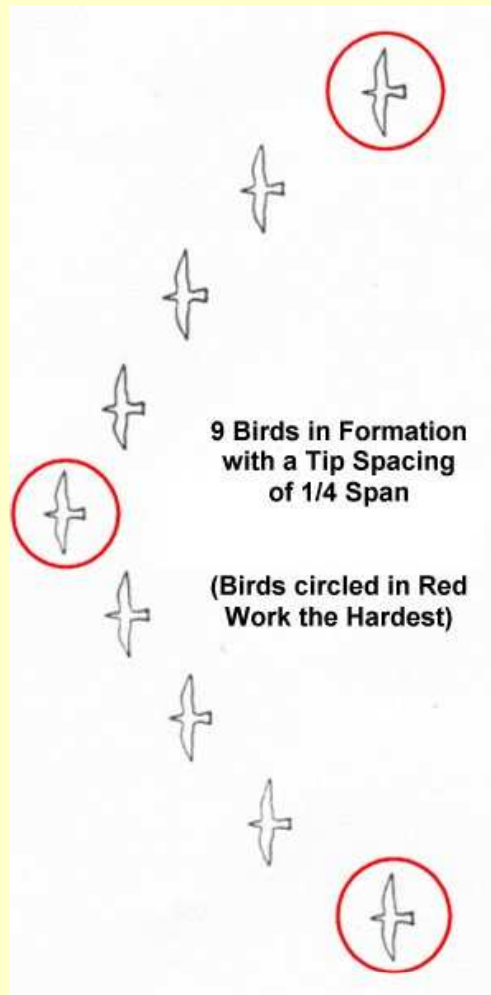 9 Birds in Formation
with a Tip Spacing
of 1/4 Span
(Birds circled in Red
Work the Hardest)